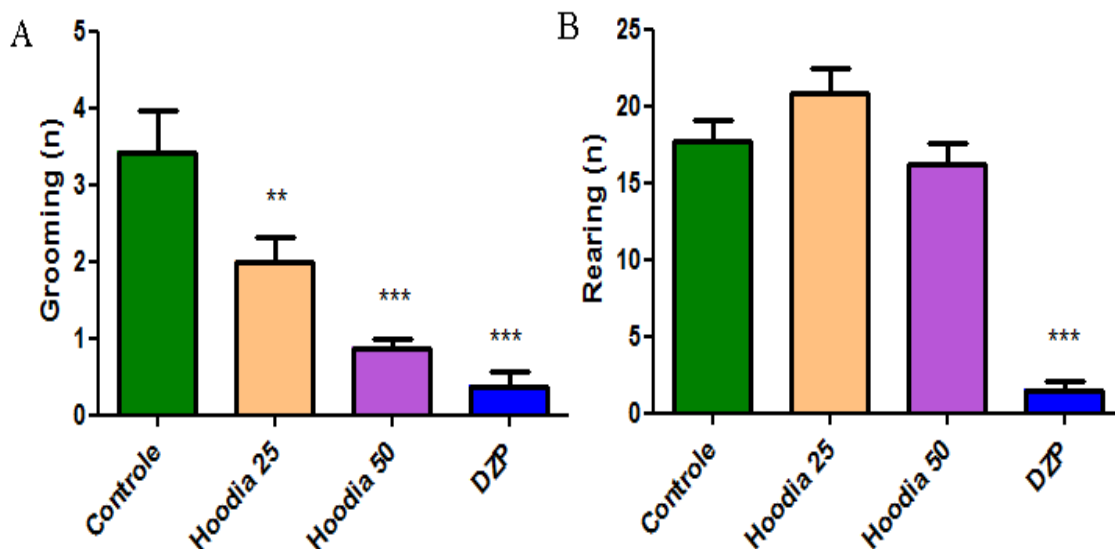 A
Grooming (n)
5
4
3
2
1
0
**
***
***
Controle
Hoodia 25
Hoodia 50
DZP
B
Rearing (n)
25
20
15
10
5
0
***
Controle
Hoodia 25
Hoodia 50
DZP